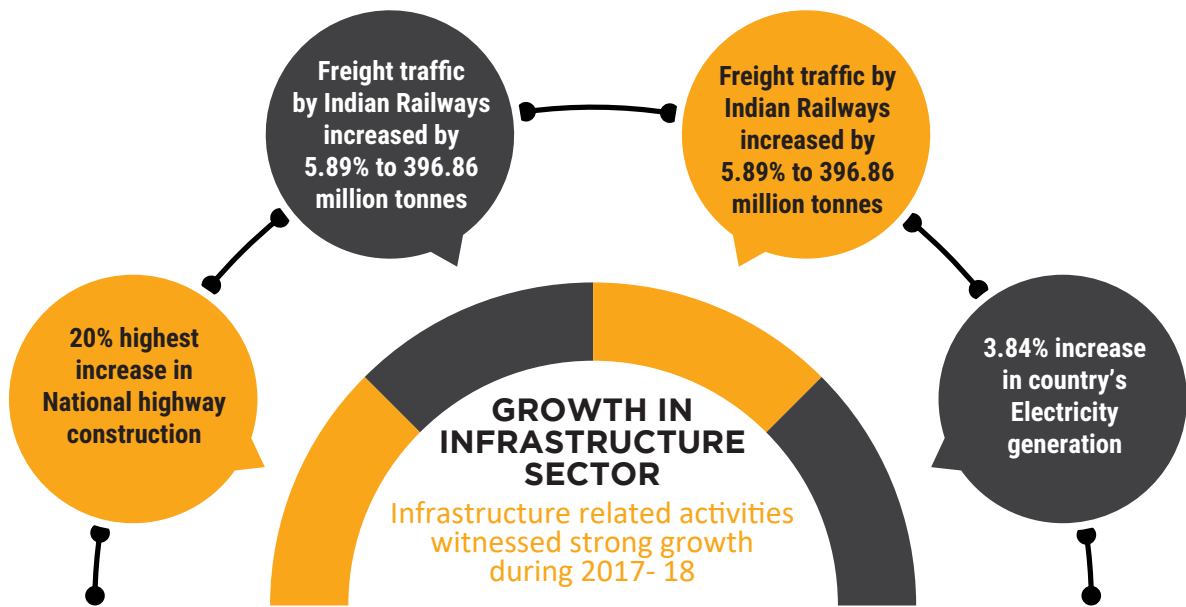 Freight traffic
by Indian Railways
increased by
5.89% to 396.86
million tonnes
Freight traffic by
Indian Railways
increased by
5.89% to 396.86
million tonnes
20% highest
increase in
National highway
construction
3.84% increase
in country’s
Electricity
generation
GROWTH IN
INFRASTRUCTURE
SECTOR
Infrastructure related activities
witnessed strong growth
during 2017- 18